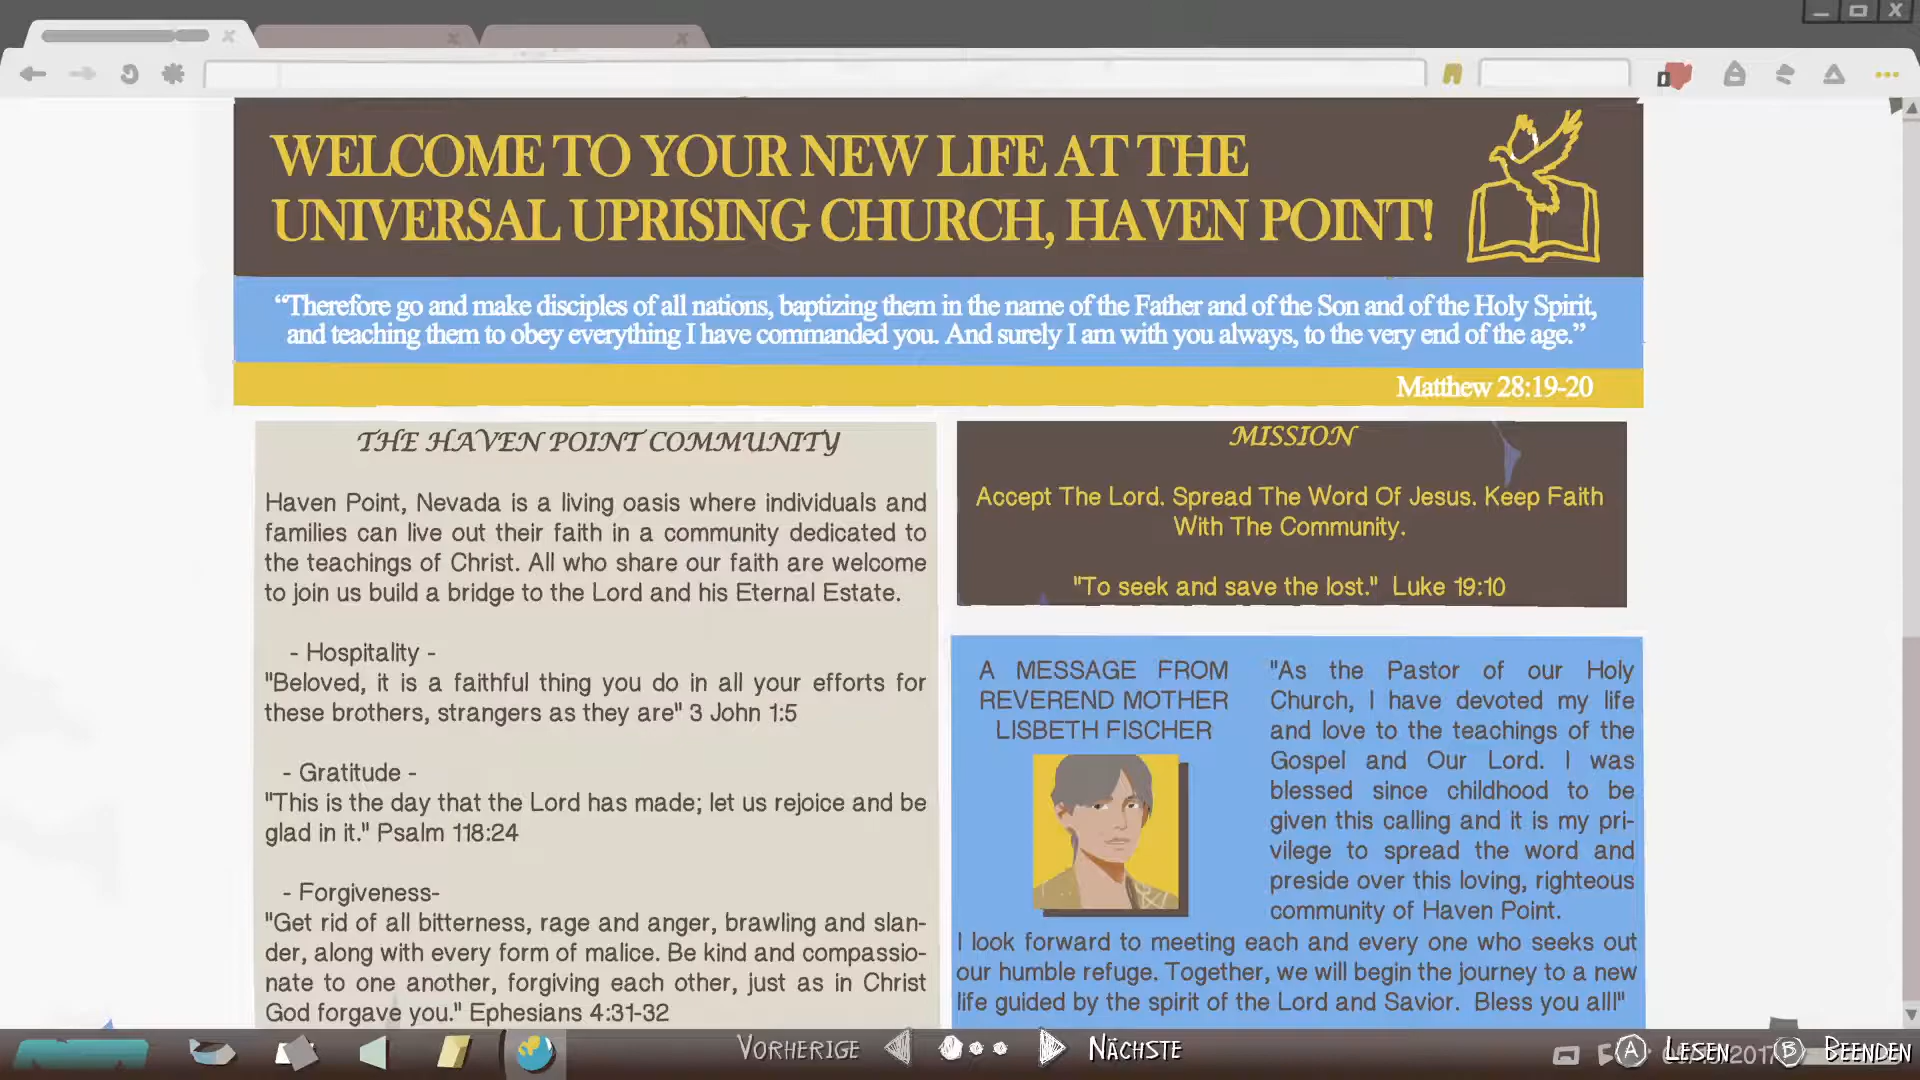 WELCOME TO YOUR NEW LIFE AT THE
UNIVERSAL UPRISING CHURCH, HAVEN POINT!
“Therefore go and make disciples of all nations, baptizing them in the name of the Father and of the Son and of the Holy Spirit,
and teaching them to obey everything I have commanded you. And surely I am with you always, to the very end of the age.”
Matthew 28:19-20
THE HAVEN POINT COMMUNITY
Haven Point, Nevada is a living oasis where individuals and
families can live out their faith in a community dedicated to
the teachings of Christ. All who share our faith are welcome
to join us build a bridge to the Lord and his Eternal Estate.
- Hospitality -
"Beloved, it is a faithful thing you do in all your efforts for
these brothers, strangers as they are" 3 John 1:5
- Gratitude -
"This is the day that the Lord has made; let us rejoice and be
glad in it." Psalm 118:24
- Forgiveness-
"Get rid of all bitterness, rage and anger, brawling and slan-
der, along with every form of malice. Be kind and compassio-
nate to one another, forgiving each other, just as in Christ
God forgave you." Ephesians 4:31-32
MISSION
Accept The Lord. Spread The Word Of Jesus. Keep Faith
With The Community.
"To seek and save the lost." Luke 19:10
A MESSAGE FROM
REVEREND MOTHER
LISBETH FISCHER
"As the Pastor of our Holy
Church, I have devoted my life
and love to the teachings of the
Gospel and Our Lord. I was
blessed since childhood to be
given this calling and it is my pri-
vilege to spread the word and
preside over this loving, righteous
community of Haven Point.
I look forward to meeting each and every one who seeks out
our humble refuge. Together, we will begin the journey to a new
life guided by the spirit of the Lord and Savior. Bless you all!"
VORHERIGE
NÄCHSTE
A LESEN
B BEENDEN